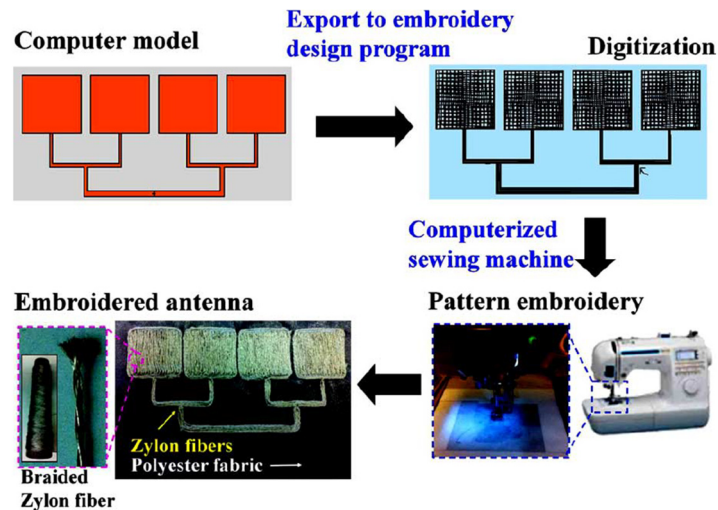 Computer model
Export to embroidery
design program
Digitization
Computerized
sewing machine
Pattern embroidery
Embroidered antenna
Zylon fibers
Polyester fabric
Braided
Zylon fiber